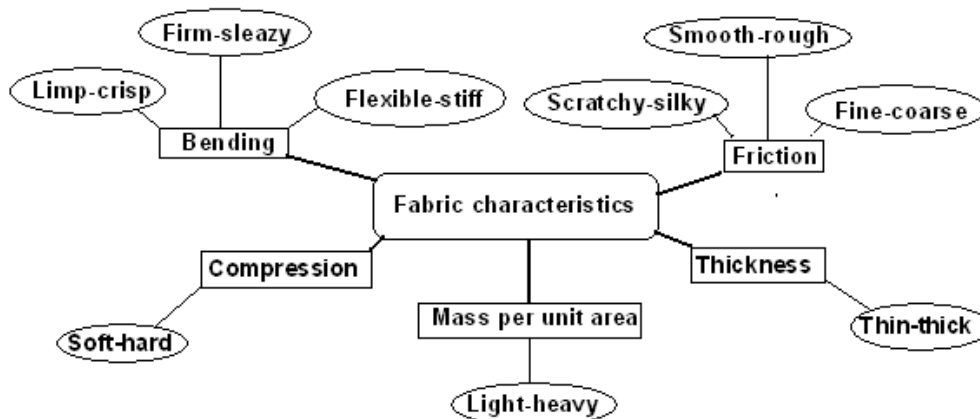 Firm-sleazy
Smooth-rough
Limp-crisp
Flexible-stiff
Scratchy-silky
Fine-coarse
Bending
Friction
Fabric characteristics
Compression
Thickness
Mass per unit area
Soft-hard
Thin-thick
Light-heavy